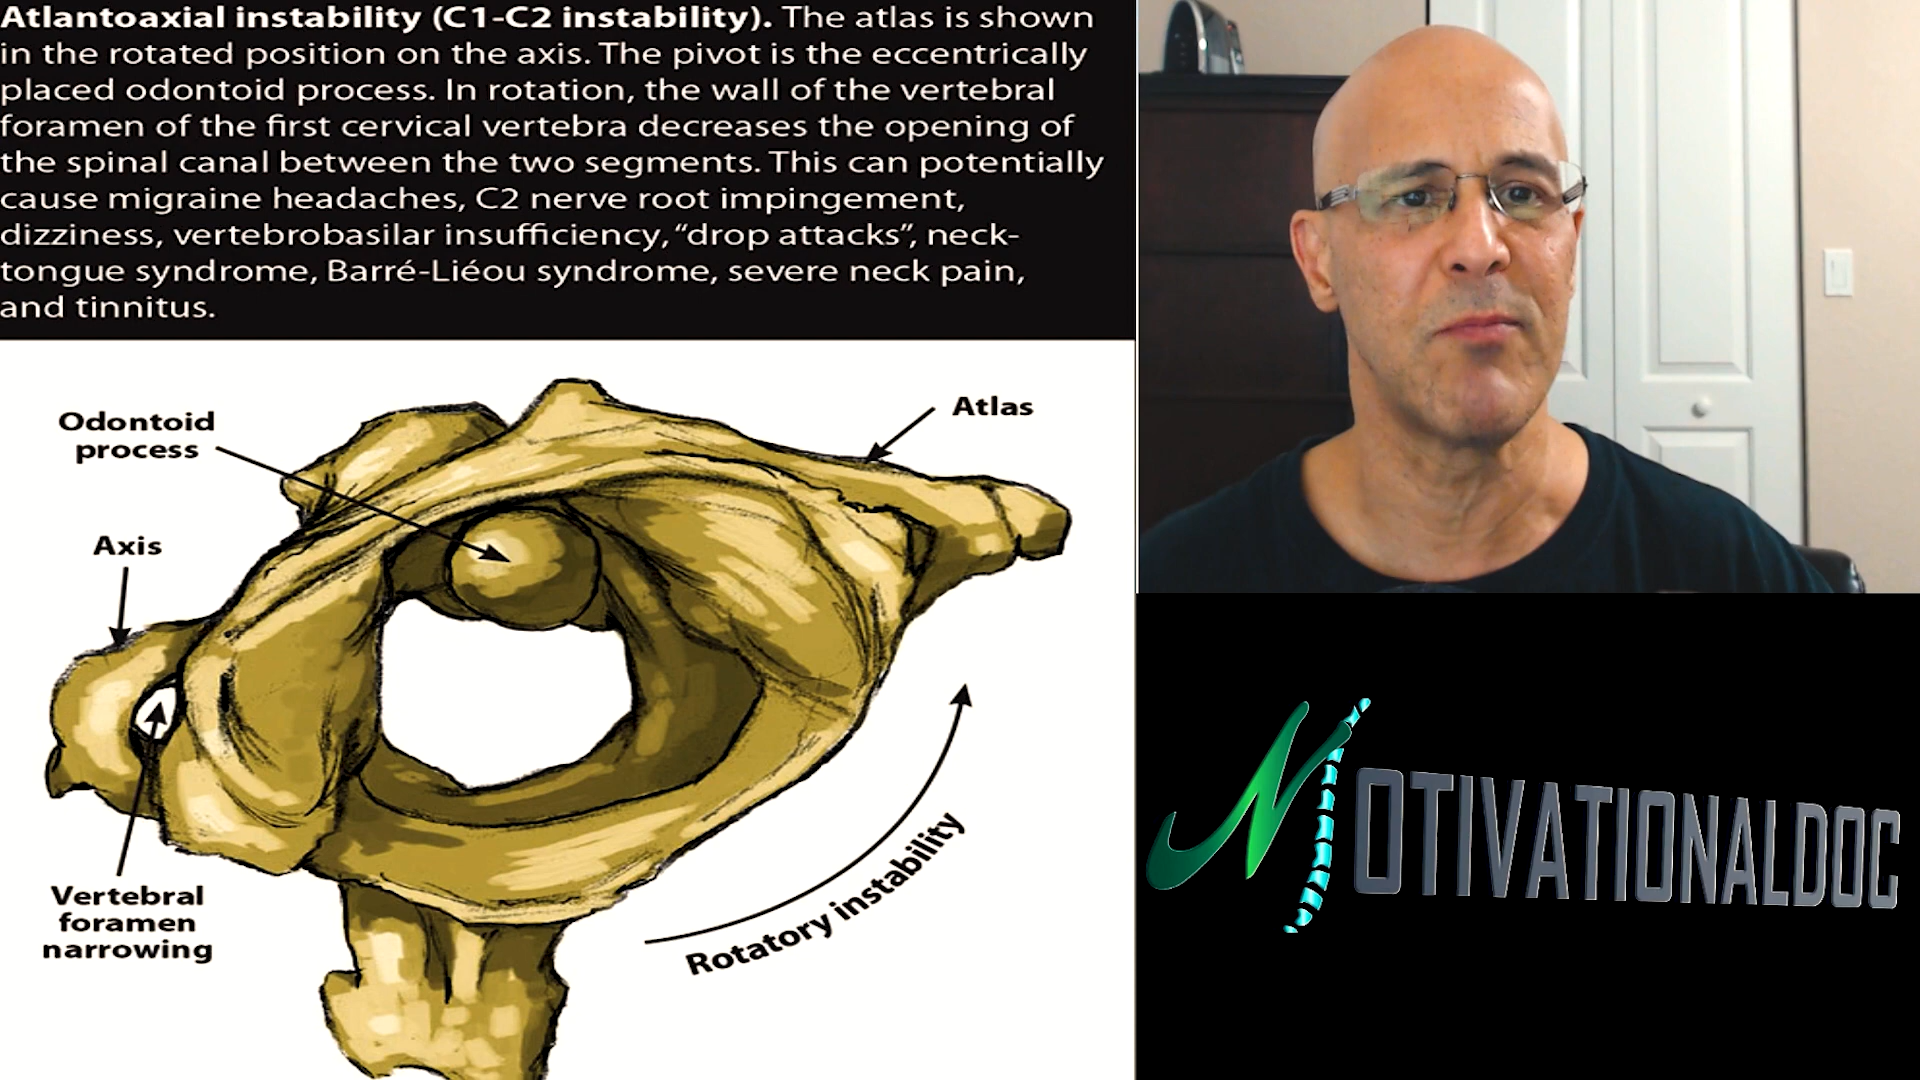 Atlantoaxial instability (C1-C2 instability). The atlas is shown
in the rotated position on the axis. The pivot is the eccentrically
placed odontoid process. In rotation, the wall of the vertebral
foramen of the first cervical vertebra decreases the opening of
the spinal canal between the two segments. This can potentially
cause migraine headaches, C2 nerve root impingement,
dizziness, vertebrobasilar insufficiency, “drop attacks”, neck-
tongue syndrome, Barré-Liéou syndrome, severe neck pain,
and tinnitus.
Odontoid
process
Atlas
Axis
Vertebral
foramen
narrowing
Rotatory instability
MOTIVATIONALDOC